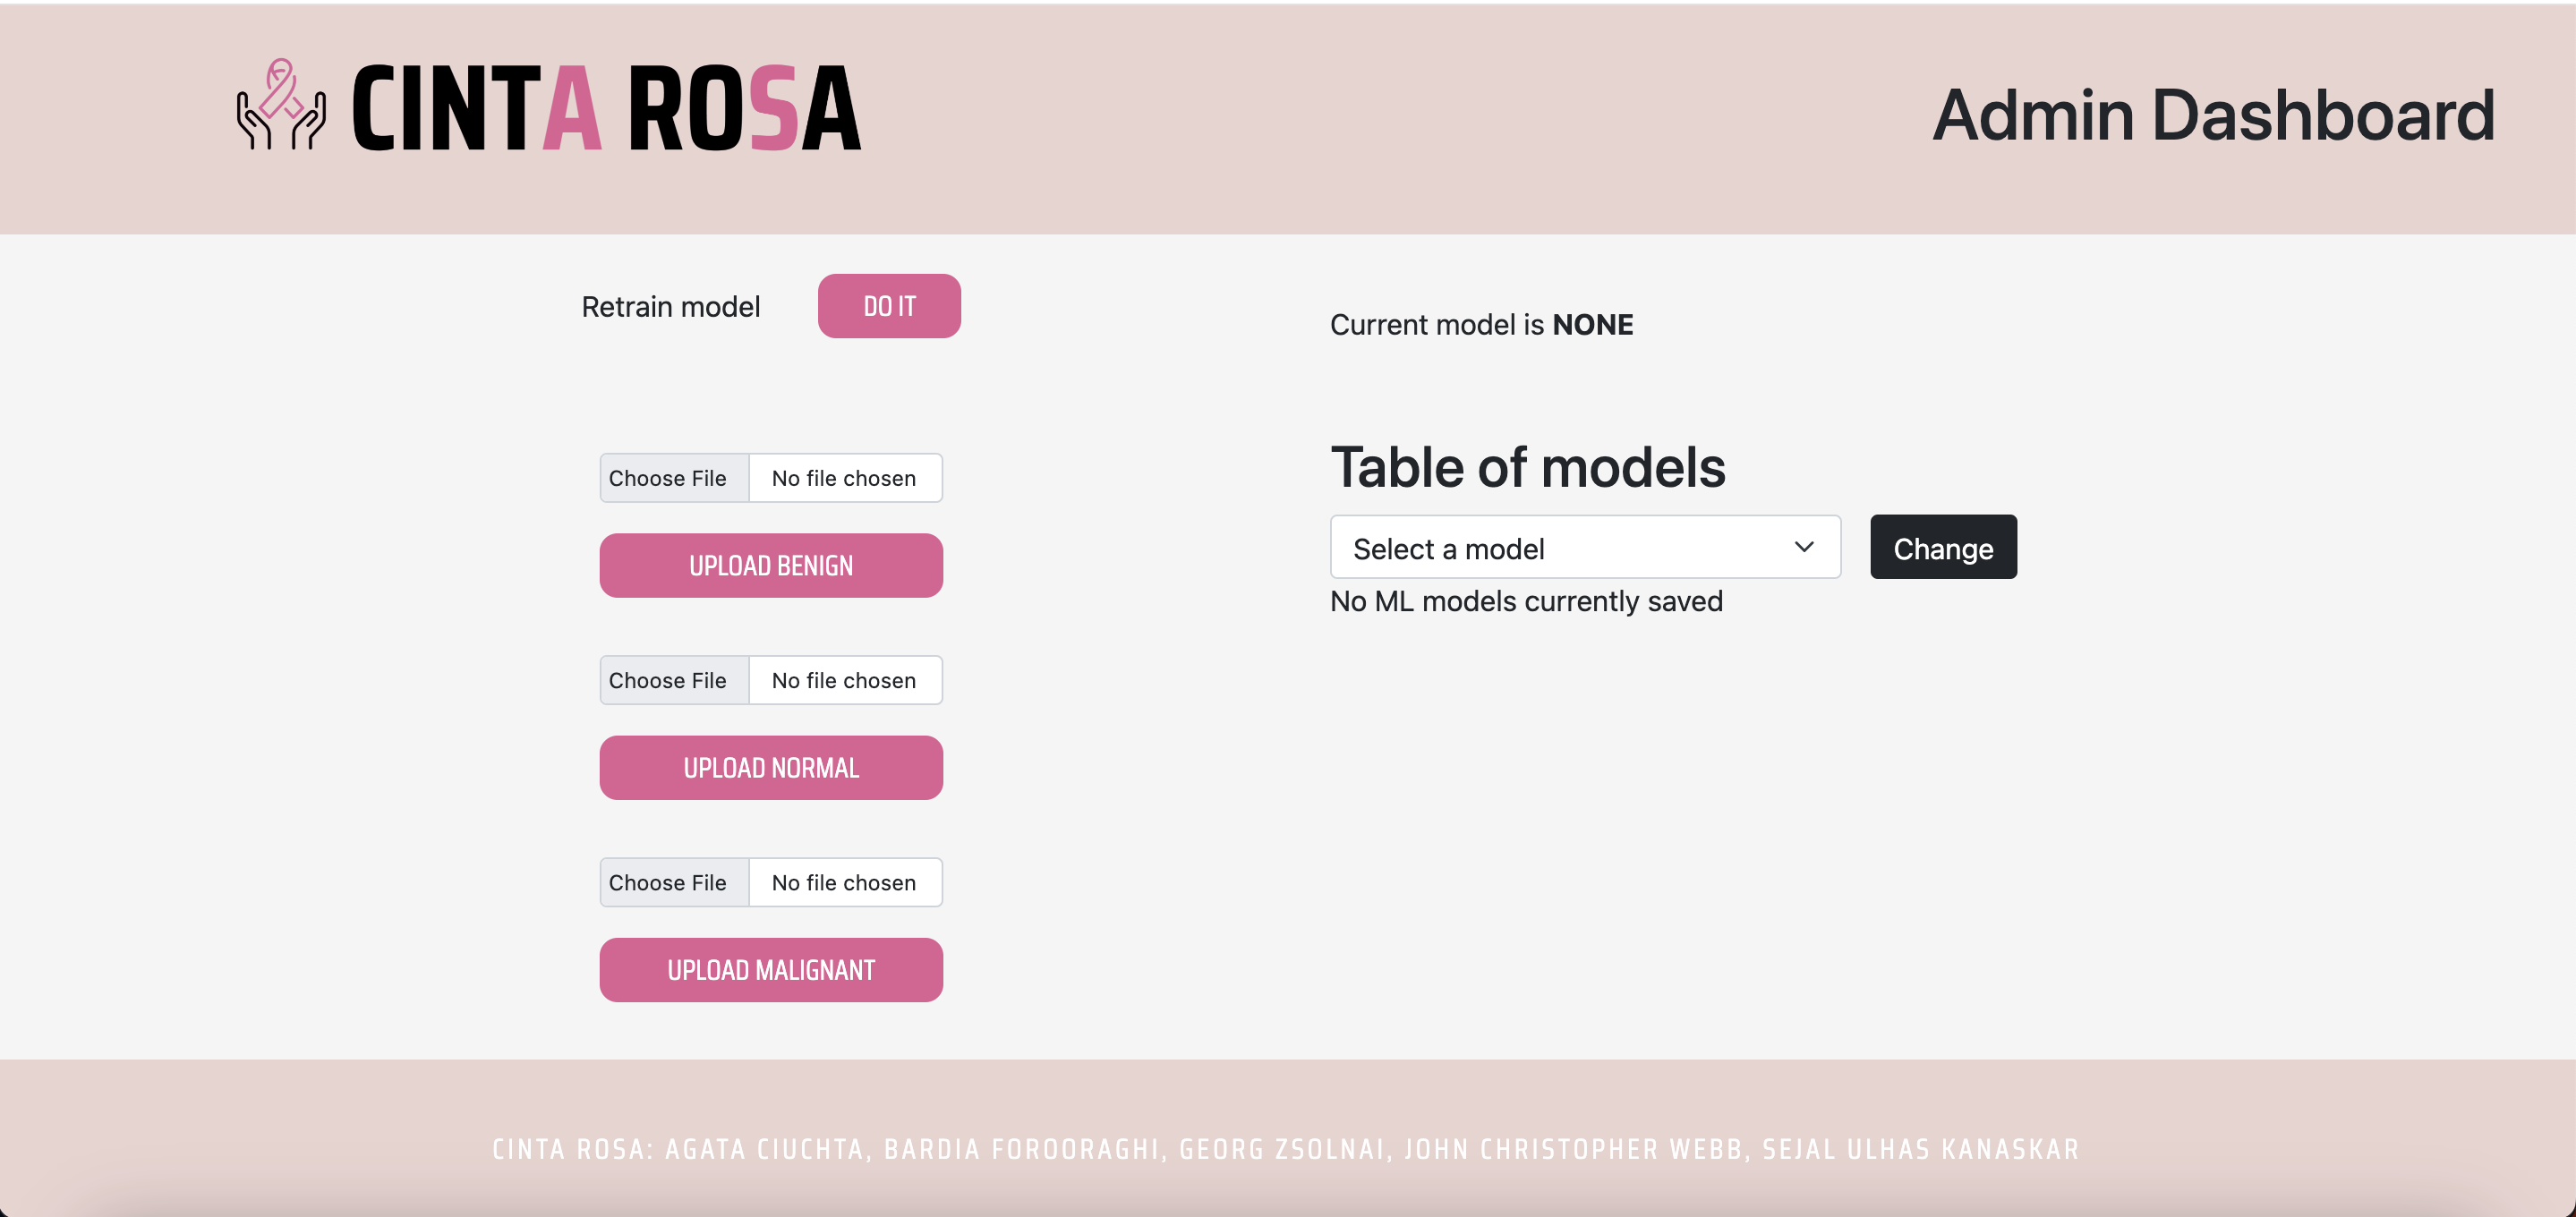 CINTA ROSA
Admin Dashboard
Retrain model
DO IT
Current model is NONE
Choose File
No file chosen
UPLOAD BENIGN
Choose File
No file chosen
UPLOAD NORMAL
Choose File
No file chosen
UPLOAD MALIGNANT
Table of models
Select a model
Change
No ML models currently saved
CINTA ROSA: AGATA CIUCHTA, BARDIA FOROORAGHI, GEORG ZSOLNAI, JOHN CHRISTOPHER WEBB, SEJAL ULHAS KANASKAR